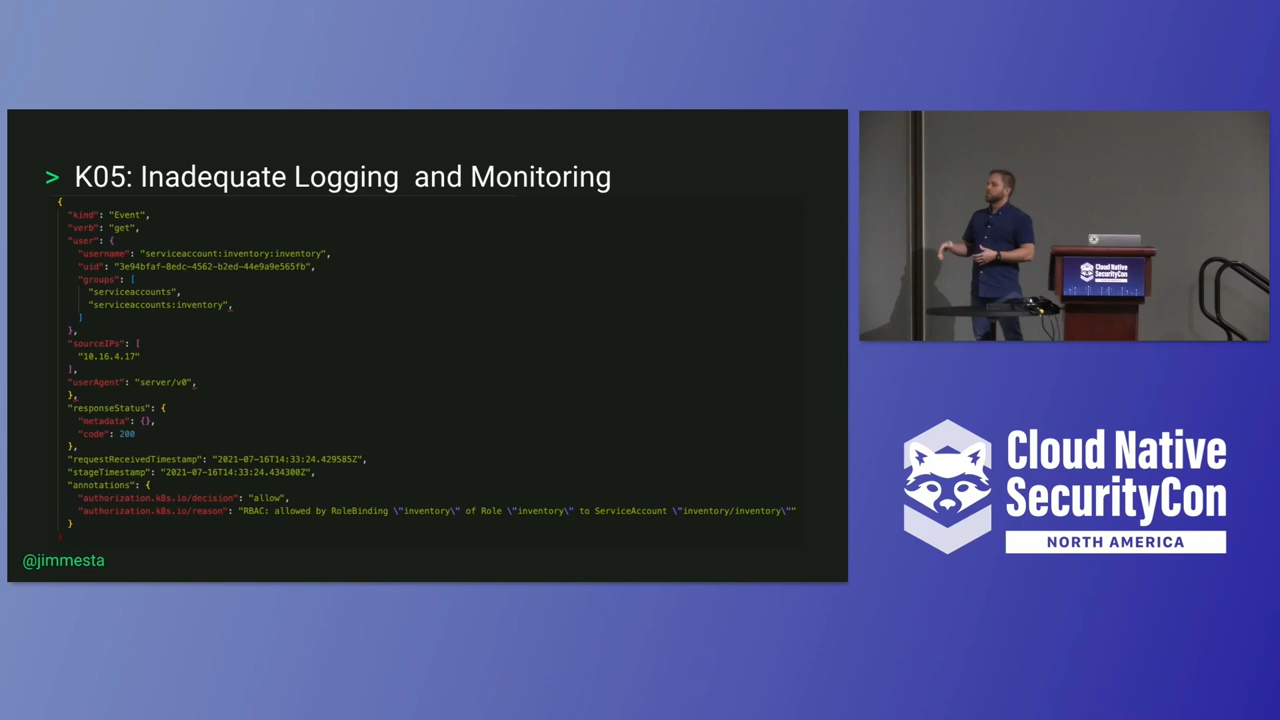 > K05: Inadequate Logging  and Monitoring
{
"kind": "Event",
"verb": "get",
"user": {
"username": "serviceaccount:inventory:inventory",
"uid": "3e94bfaf-8edc-4562-b2ed-44e9a9e565fb",
"groups": [
"serviceaccounts",
"serviceaccounts:inventory",
]
},
"sourceIPs": [
"10.16.4.17"
],
"userAgent": "server/v0",
},
"responseStatus": {
"metadata": {},
"code": 200
},
"requestReceivedTimestamp": "2021-07-16T14:33:24.429585Z",
"stageTimestamp": "2021-07-16T14:33:24.434300Z",
"annotations": {
"authorization.k8s.io/decision": "allow",
"authorization.k8s.io/reason": "RBAC: allowed by RoleBinding \"inventory\" of Role \"inventory\" to ServiceAccount \"inventory/inventory\""
}
}
@jimmesta
Cloud Native
SecurityCon
Cloud Native
SecurityCon
NORTH AMERICA